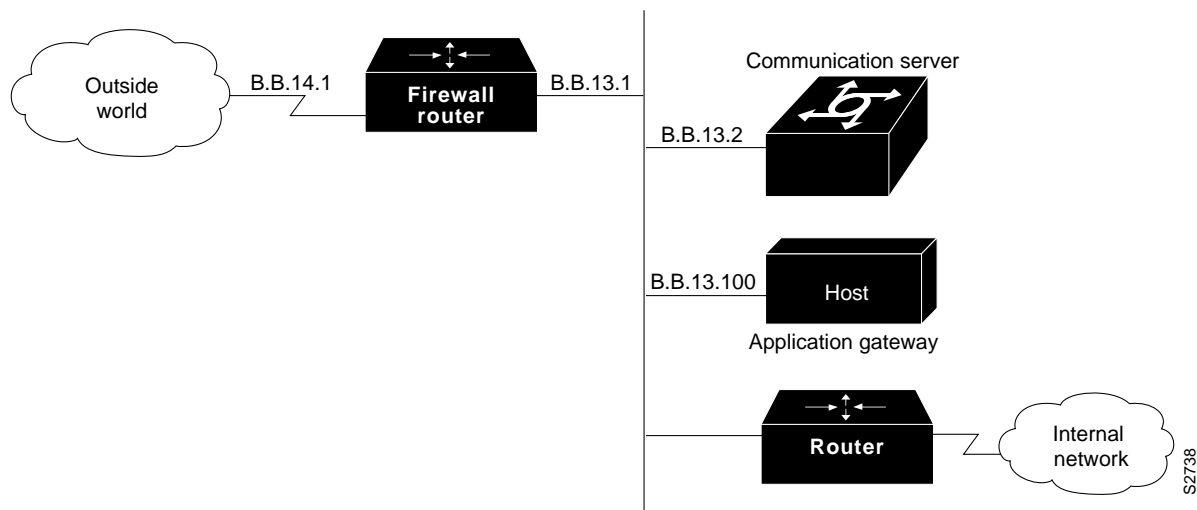 Outside
world
B.B.14.1
Firewall
router
B.B.13.1
Communication server
B.B.13.2
B.B.13.100
Host
Application gateway
Router
Internal
network
S2738